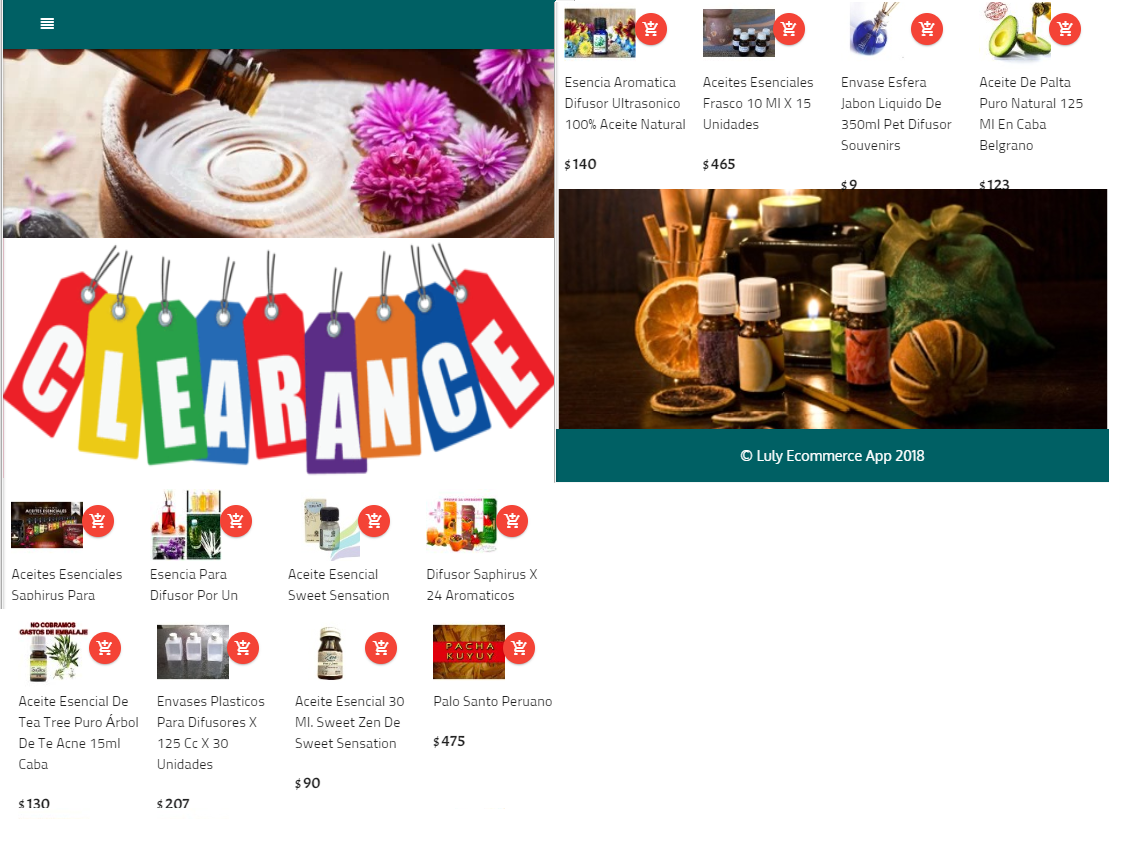 CLEARANCE
ACEITES ESENCIALES
Aceites Esenciales
Saphirus Para
Esencia Para
Difusor Por Un
Aceite Esencial
Sweet Sensation
Difusor Saphirus X
24 Aromaticos
NO COBRAMOS
GASTOS DE EMBALAJE
Aceite Esencial De
Tea Tree Puro Árbol
De Te Acne 15ml
Caba
$ 130
Envases Plasticos
Para Difusores X
125 Cc X 30
Unidades
$ 207
Aceite Esencial 30
Ml. Sweet Zen De
Sweet Sensation
$ 90
PACHA
KUYUY
Palo Santo Peruano
$ 475
Esencia Aromatica
Difusor Ultrasonico
100% Aceite Natural
$ 140
Aceites Esenciales
Frasco 10 Ml X 15
Unidades
$ 465
Envase Esfera
Jabon Liquido De
350ml Pet Difusor
Souvenirs
$ 9
Aceite De Palta
Puro Natural 125
Ml En Caba
Belgrano
$ 123
© Luly Ecommerce App 2018